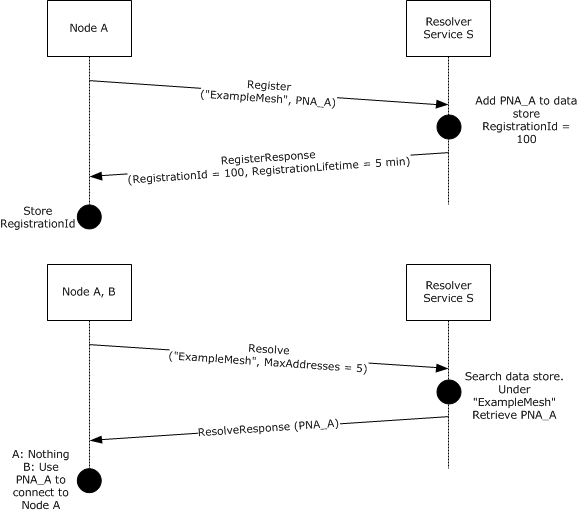 Node A
Resolver
Service S
Register
("ExampleMesh", PNA_A)
Add PNA_A to data
store
RegistrationId =
100
RegisterResponse
(RegistrationId = 100, RegistrationLifetime = 5 min)
Store
RegistrationId
Node A, B
Resolver
Service S
Resolve
("ExampleMesh", MaxAddresses = 5)
Search data store.
Under
"ExampleMesh"
Retrieve PNA_A
ResolveResponse (PNA_A)
A: Nothing
B: Use
PNA_A to
connect to
Node A